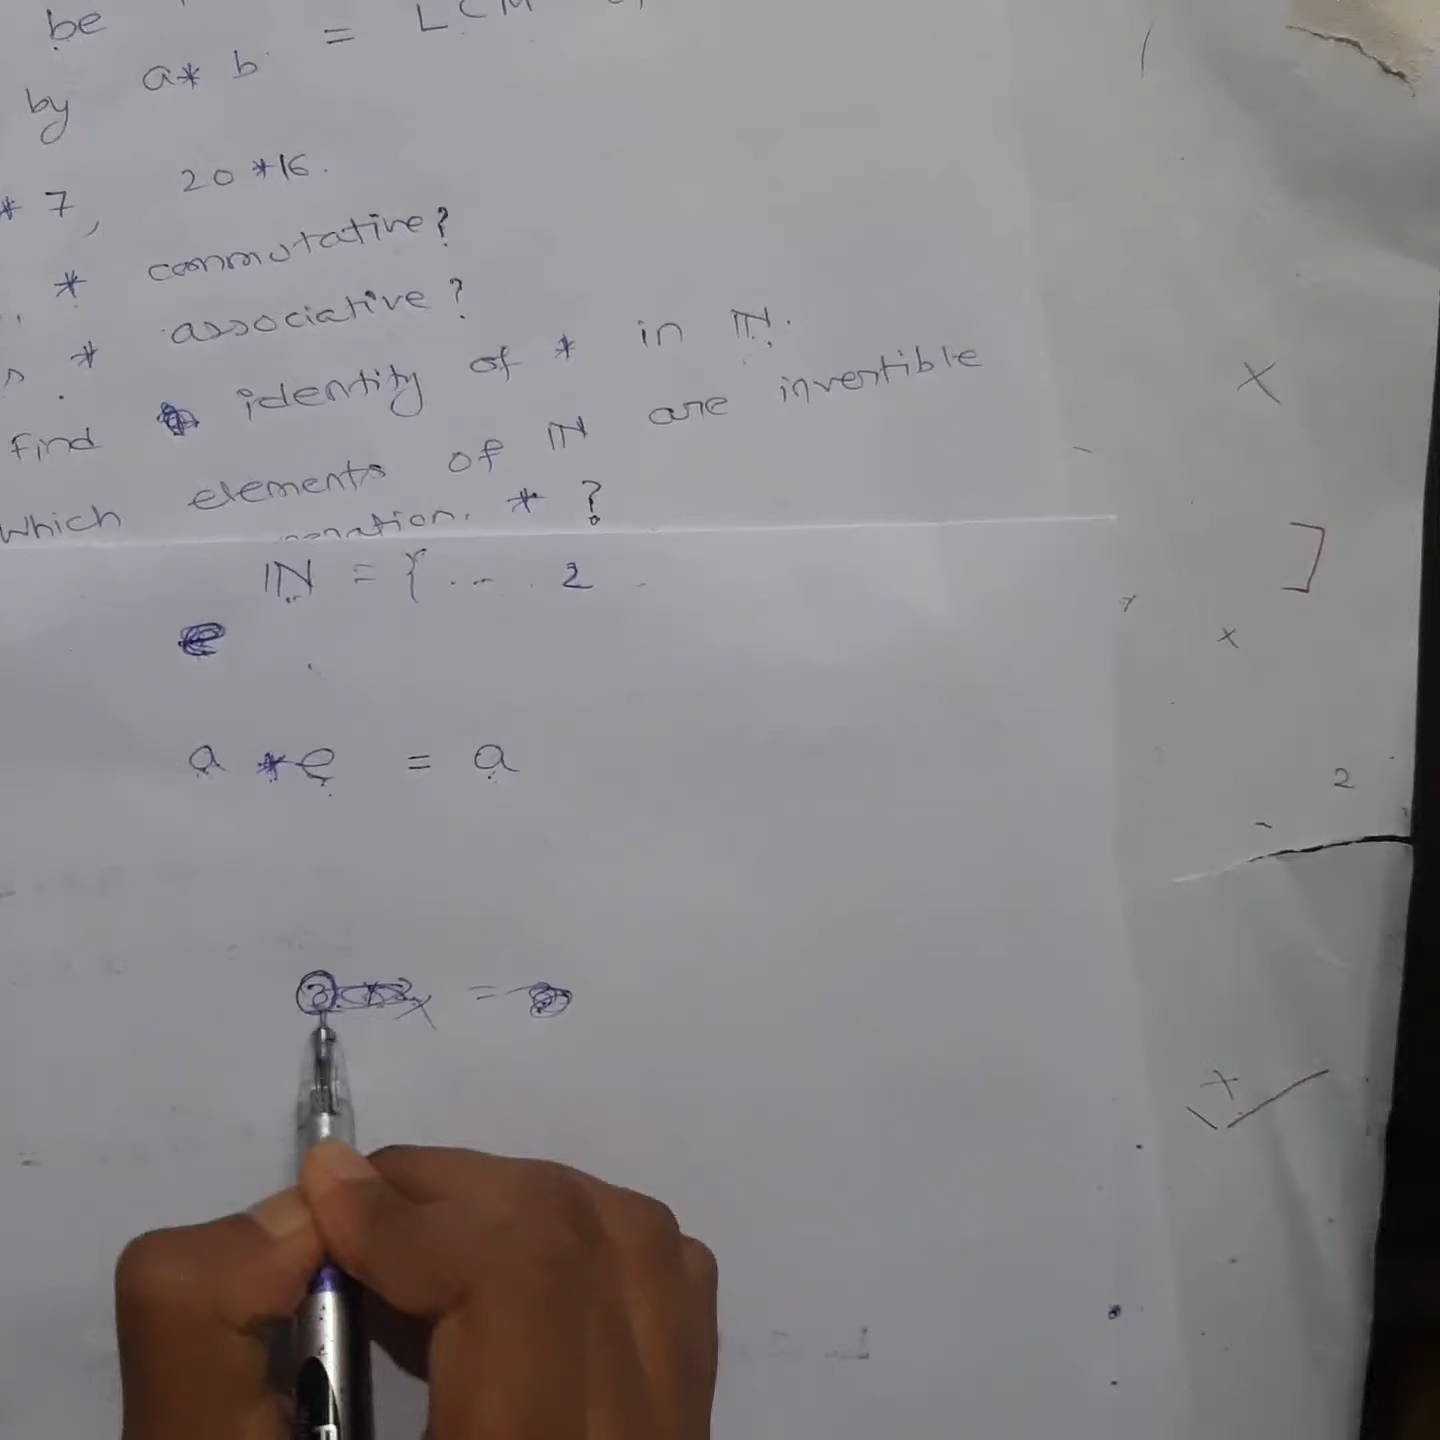 be
by a * b = LCM
* 7, 20 * 16.
* commutative?
* associative?
Find identity of * in IN.
Which elements of IN are invertible
* ?
IN = { ... . 2
a * e = a
=
2